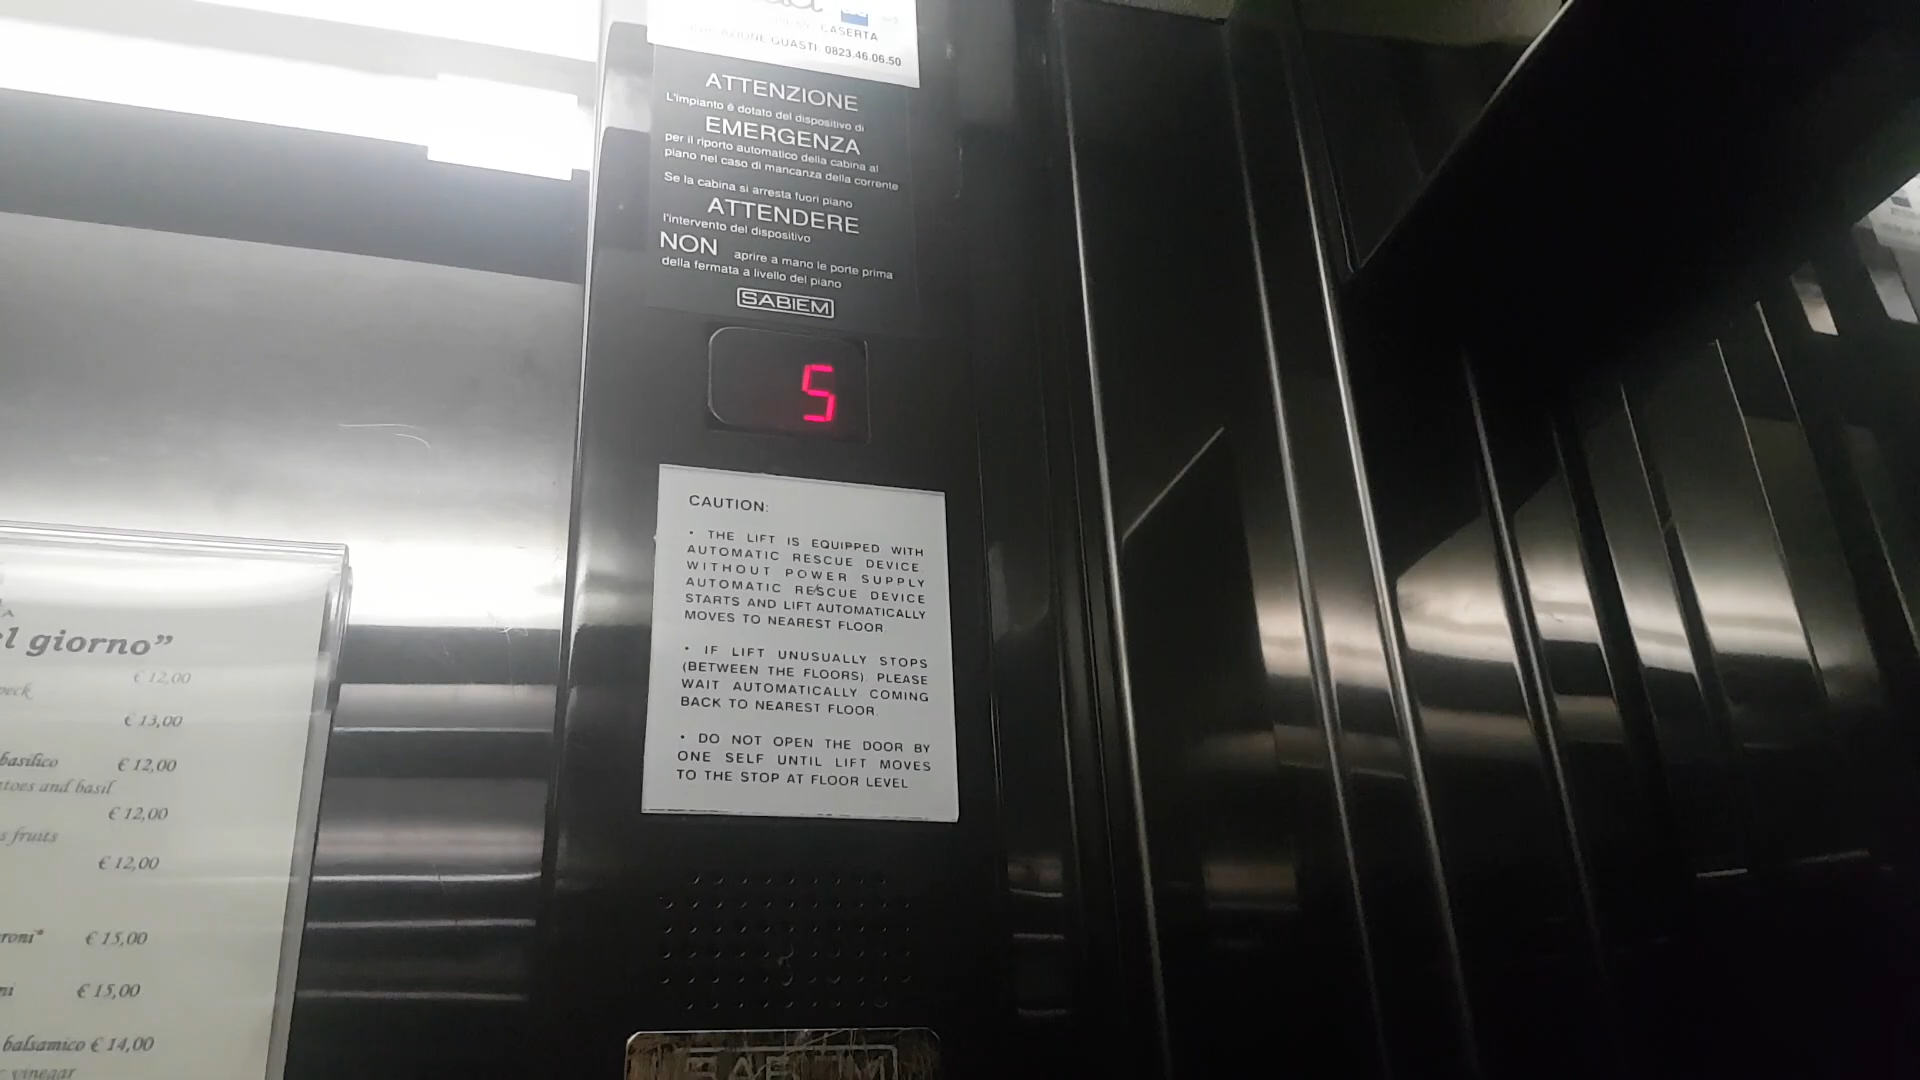 CASERTA
GUASTI: 0823.46.06.50
ATTENZIONE
L'impianto é dotato del dispositivo di
EMERGENZA
per il riporto automatico della cabina al
piano nel caso di mancanza della corrente
Se la cabina si arresta fuori piano
ATTENDERE
l'intervento del dispositivo
NON aprire a mano le porte prima
della fermata a livello del piano
SABIEM
5
CAUTION:
• THE LIFT IS EQUIPPED WITH
AUTOMATIC RESCUE DEVICE.
WITHOUT POWER SUPPLY
AUTOMATIC RESCUE DEVICE
STARTS AND LIFT AUTOMATICALLY
MOVES TO NEAREST FLOOR.
• IF LIFT UNUSUALLY STOPS
(BETWEEN THE FLOORS). PLEASE
WAIT AUTOMATICALLY COMING
BACK TO NEAREST FLOOR.
• DO NOT OPEN THE DOOR BY
ONE SELF UNTIL LIFT MOVES
TO THE STOP AT FLOOR LEVEL
giorno”
€ 12,00
€ 13,00
basilico € 12,00
and basil
€ 12,00
fruits
€ 12,00
€ 15,00
€ 15,00
balsamico € 14,00
vinegar